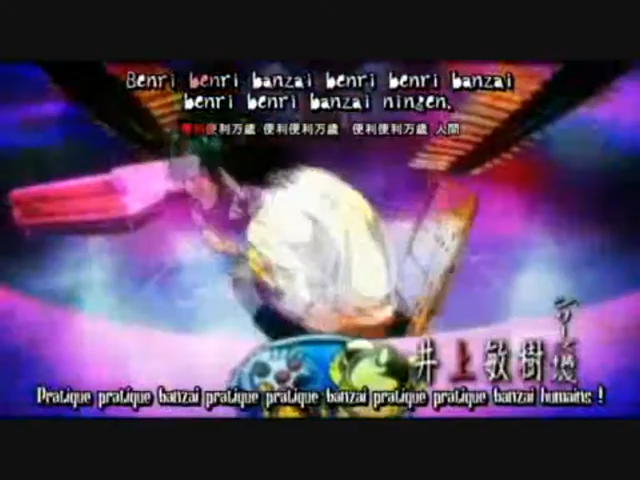 Benri benri banzai benri benri banzai
benri benri banzai ningen.
便利便利万歳 便利便利万歳 便利便利万歳 人間
井上敏樹
Pratique pratique banzai pratique pratique banzai pratique pratique banzai humains !